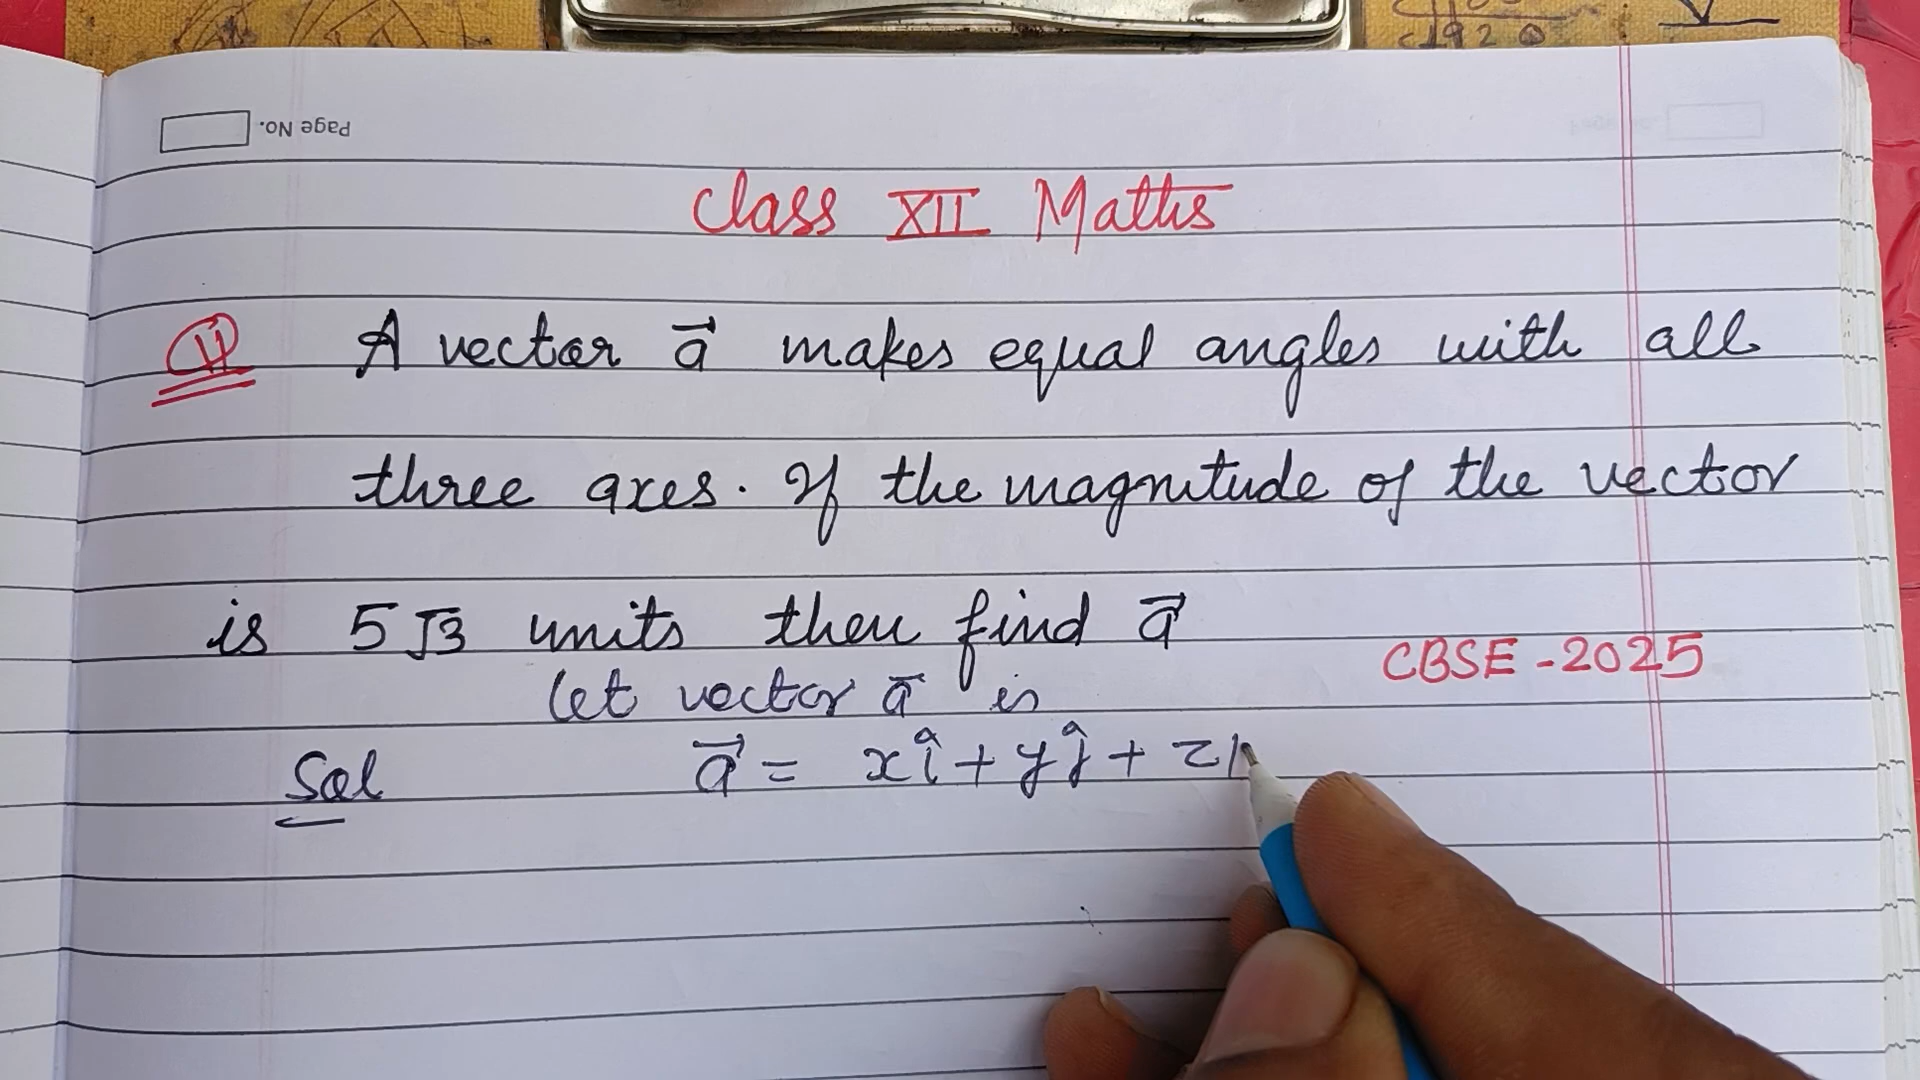 Page No.
Class XII Maths
Q11 A vector a⃗ makes equal angles with all
three axes. If the magnitude of the vector
is 5√3 units then find a⃗
CBSE - 2025
let vector a⃗ is
Sol a⃗ = xî + yĵ + z